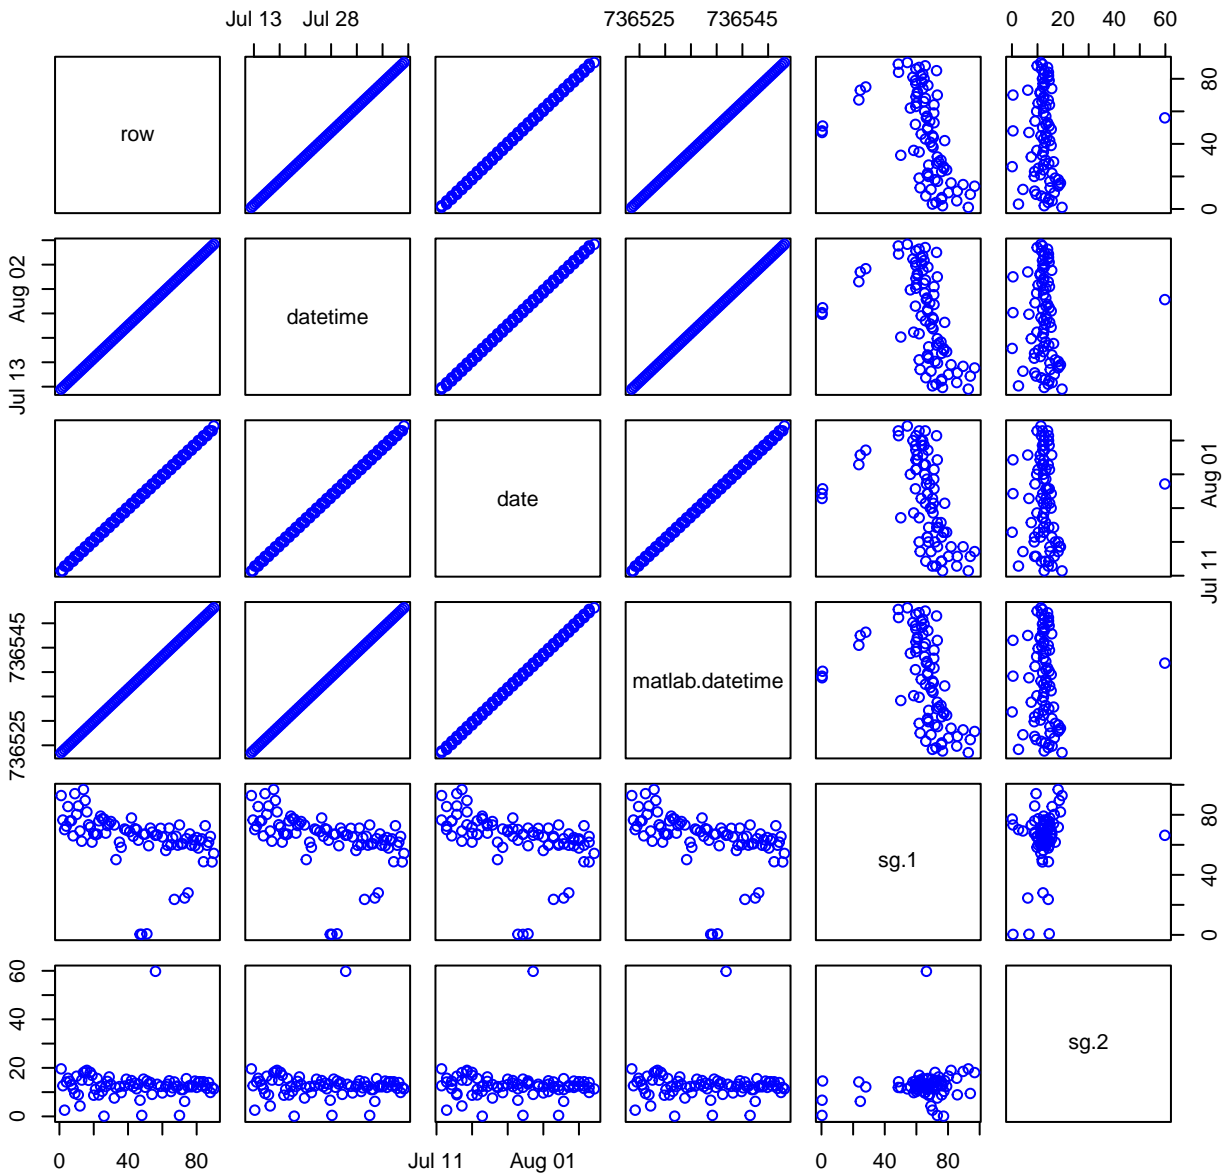 Jul 13 Jul 28
736525 736545
0 20 40 60
row
0 40 80
datetime
Jul 13 Aug 02
date
Jul 11 Aug 01
matlab.datetime
736525 736545
sg.1
0 40 80
sg.2
0 20 40 60
0 40 80
Jul 11 Aug 01
0 40 80